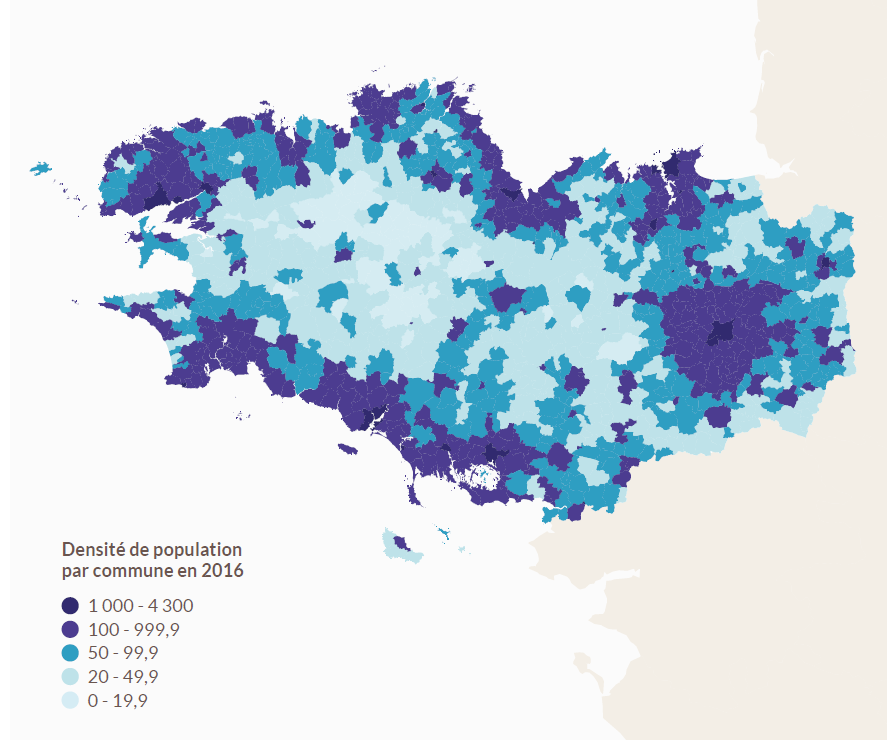 Densité de population
par commune en 2016
1 000 - 4 300
100 - 999,9
50 - 99,9
20 - 49,9
0 - 19,9